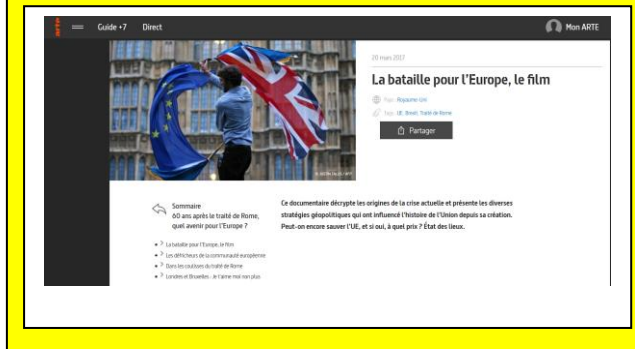 arte
Guide +7 Direct
Mon ARTE
20 mars 2017
La bataille pour l'Europe, le film
Pays : Royaume-Uni
Tags : UE, Brexit, Traité de Rome
Partager
Sommaire
60 ans après le traité de Rome,
quel avenir pour l'Europe ?
La bataille pour l'Europe, le film
Les défricheurs de la communauté européenne
Dans les coulisses du traité de Rome
Londres et Bruxelles - Je t'aime moi non plus
Ce documentaire décrypte les origines de la crise actuelle et présente les diverses
stratégies géopolitiques qui ont influencé l'histoire de l'Union depuis sa création.
Peut-on encore sauver l'UE, et si oui, à quel prix ? État des lieux.